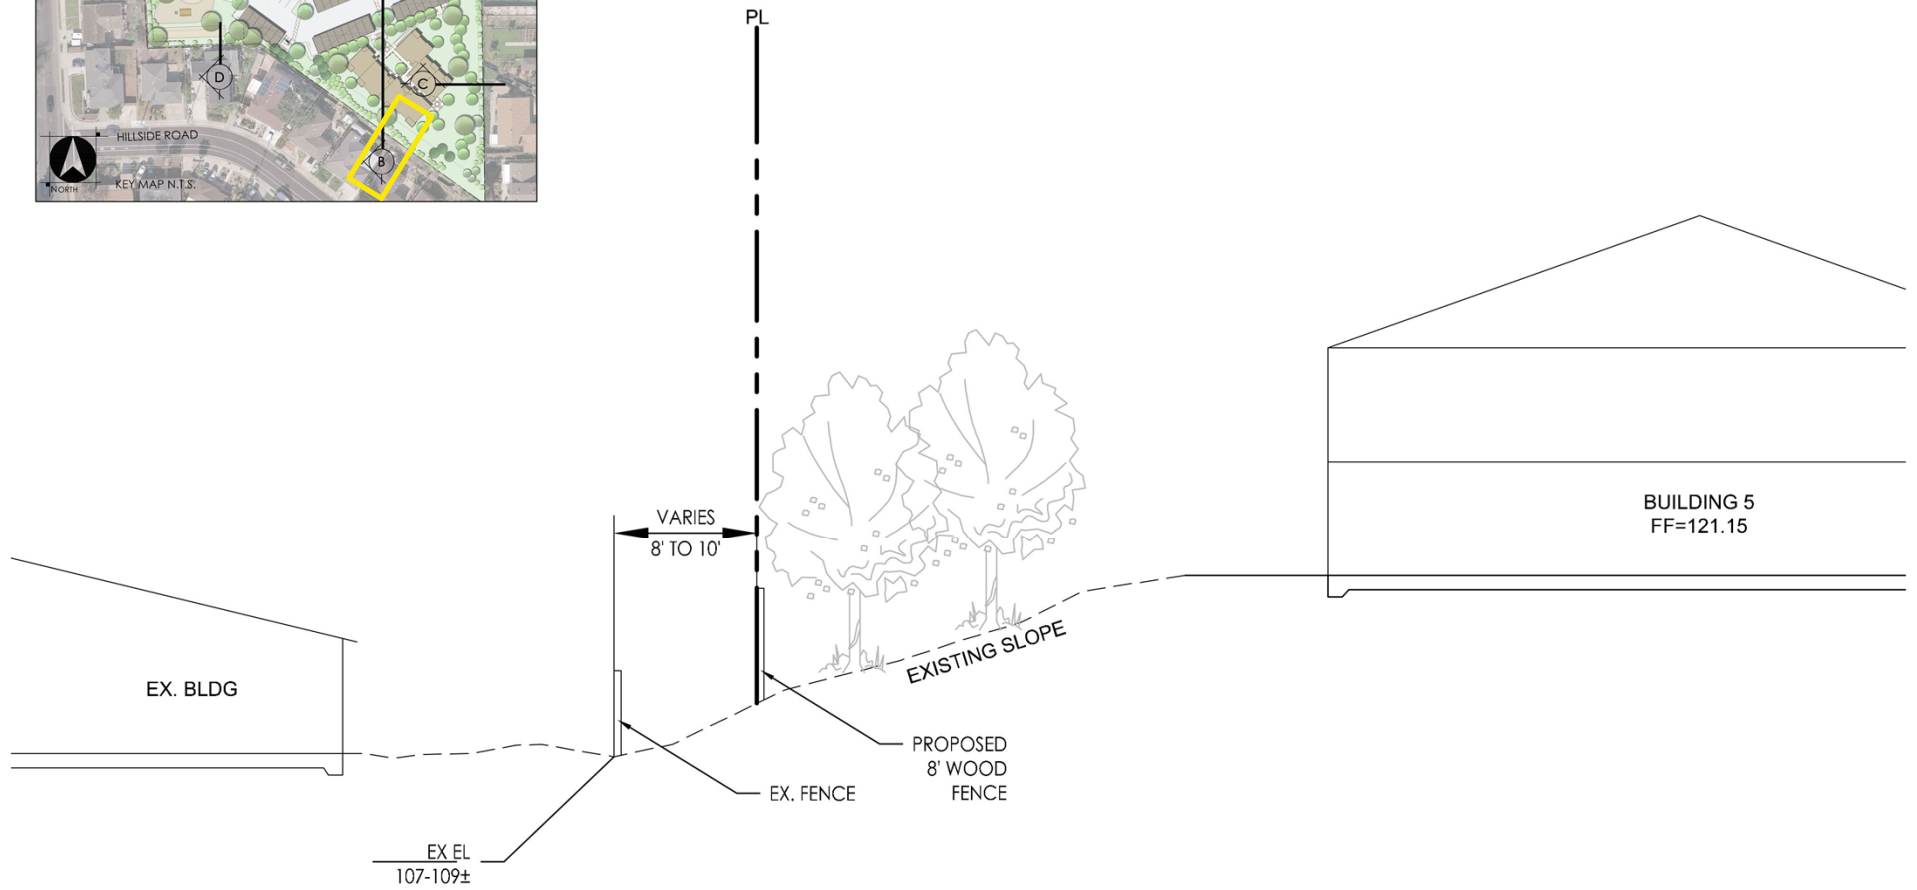 PL
D
C
B
HILLSIDE ROAD
NORTH
KEY MAP N.T.S.
VARIES
8' TO 10'
BUILDING 5
FF=121.15
EX. BLDG
EXISTING SLOPE
PROPOSED
8' WOOD
FENCE
EX. FENCE
EX EL
107-109±